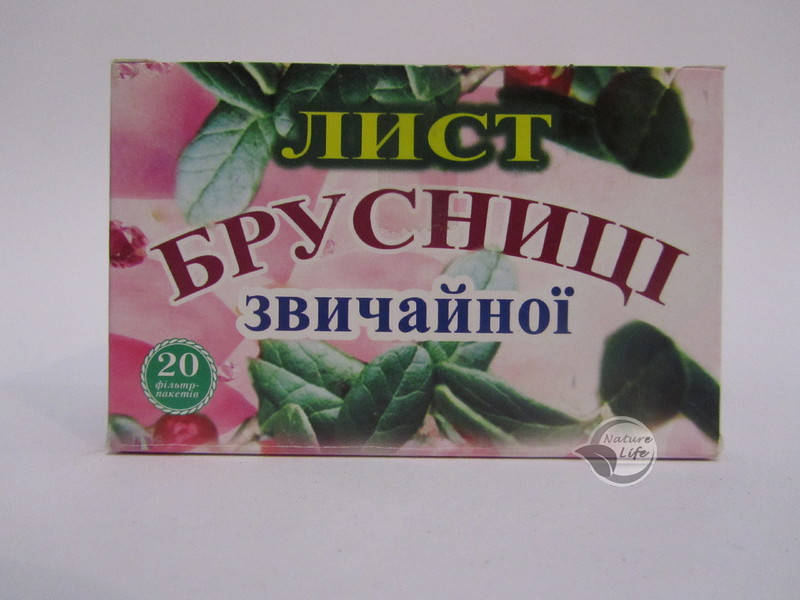 ЛИСТ
БРУСНИЦІ
звичайної
20
фільтр-
пакетів
Nature
Life